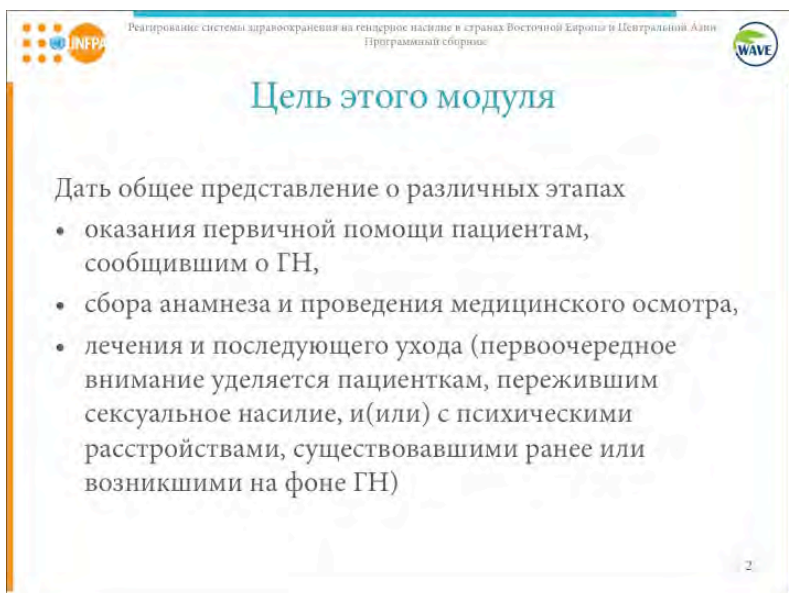 UNFPA
Реагирование системы здравоохранения на гендерное насилие в странах Восточной Европы и Центральной Азии
Программный сборник
WAVE
Цель этого модуля
Дать общее представление о различных этапах
• оказания первичной помощи пациентам,
сообщившим о ГН,
• сбора анамнеза и проведения медицинского осмотра,
• лечения и последующего ухода (первоочередное
внимание уделяется пациенткам, пережившим
сексуальное насилие, и(или) с психическими
расстройствами, существовавшими ранее или
возникшими на фоне ГН)
2